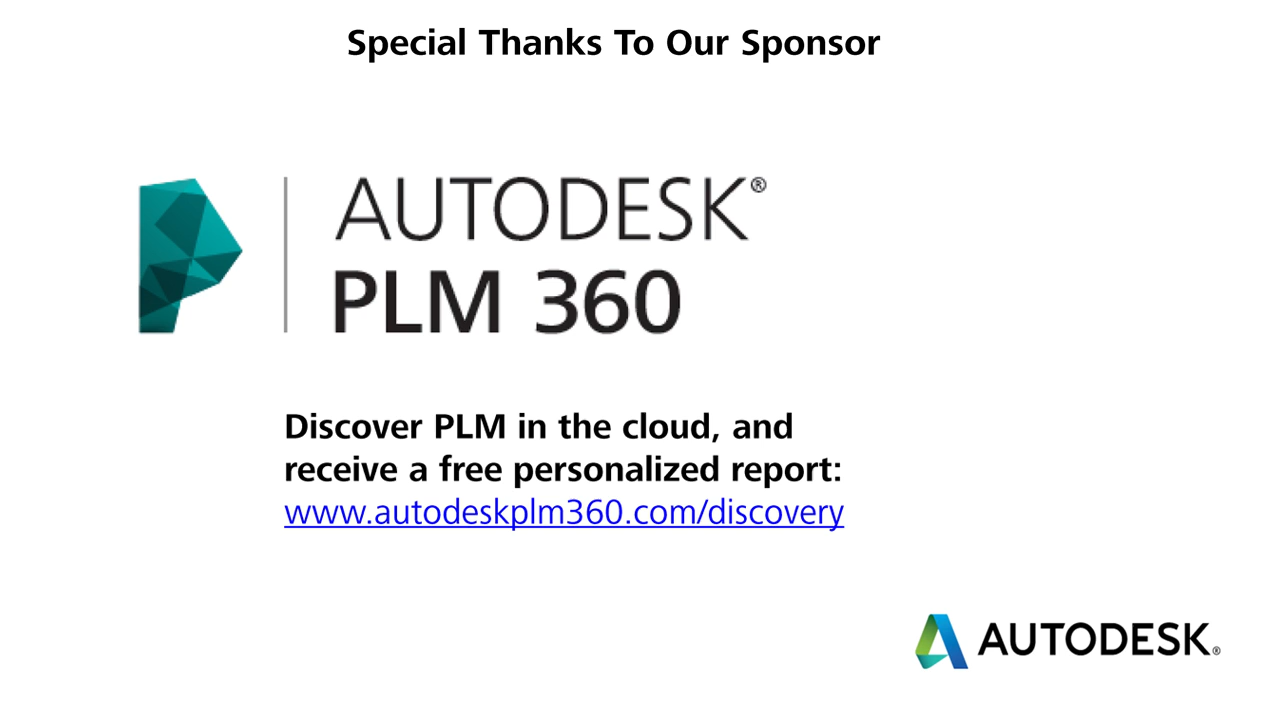 Special Thanks To Our Sponsor
AUTODESK®
PLM 360
Discover PLM in the cloud, and
receive a free personalized report:
www.autodeskplm360.com/discovery
AUTODESK®